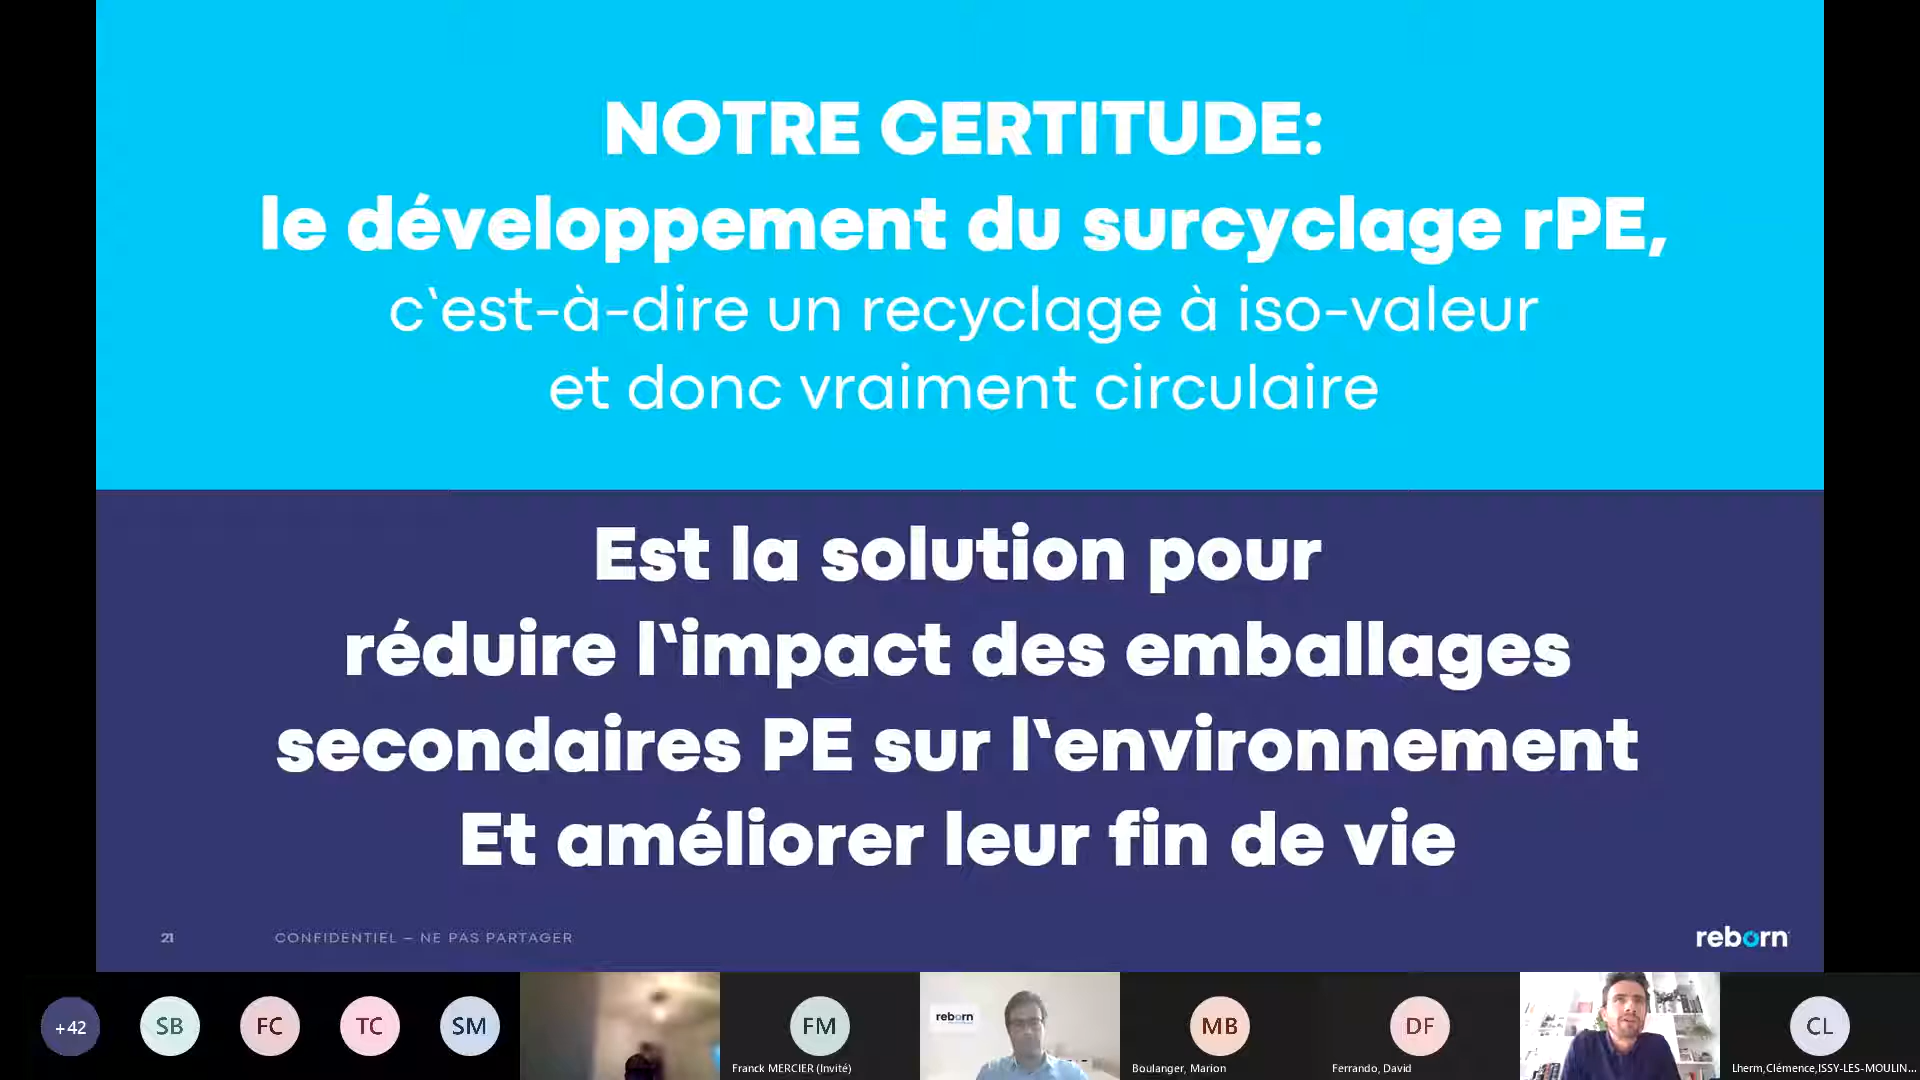 NOTRE CERTITUDE:
le développement du surcyclage rPE,
c‛est-à-dire un recyclage à iso-valeur
et donc vraiment circulaire
Est la solution pour
réduire l‛impact des emballages
secondaires PE sur l‛environnement
Et améliorer leur fin de vie
21
CONFIDENTIEL – NE PAS PARTAGER
reborn
+42
SB
FC
TC
SM
FM
Franck MERCIER (Invité)
reborn
MB
Boulanger, Marion
DF
Ferrando, David
CL
Lherm,Clémence,ISSY-LES-MOULIN...